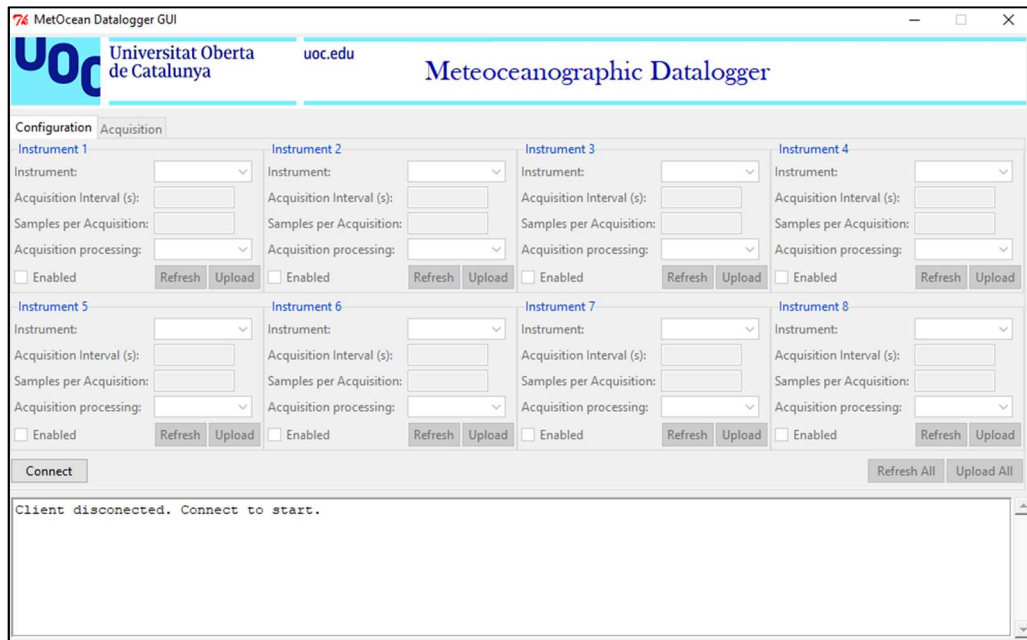 MetOcean Datalogger GUI
UOC
Universitat Oberta
de Catalunya
uoc.edu
Meteoceanographic Datalogger
Configuration Acquisition
Instrument 1 Instrument 2 Instrument 3 Instrument 4
Instrument: Instrument: Instrument: Instrument:
Acquisition Interval (s): Acquisition Interval (s): Acquisition Interval (s): Acquisition Interval (s):
Samples per Acquisition: Samples per Acquisition: Samples per Acquisition: Samples per Acquisition:
Acquisition processing: Acquisition processing: Acquisition processing: Acquisition processing:
Enabled Refresh Upload Enabled Refresh Upload Enabled Refresh Upload Enabled Refresh Upload
Instrument 5 Instrument 6 Instrument 7 Instrument 8
Instrument: Instrument: Instrument: Instrument:
Acquisition Interval (s): Acquisition Interval (s): Acquisition Interval (s): Acquisition Interval (s):
Samples per Acquisition: Samples per Acquisition: Samples per Acquisition: Samples per Acquisition:
Acquisition processing: Acquisition processing: Acquisition processing: Acquisition processing:
Enabled Refresh Upload Enabled Refresh Upload Enabled Refresh Upload Enabled Refresh Upload
Connect Refresh All Upload All
Client disconected. Connect to start.